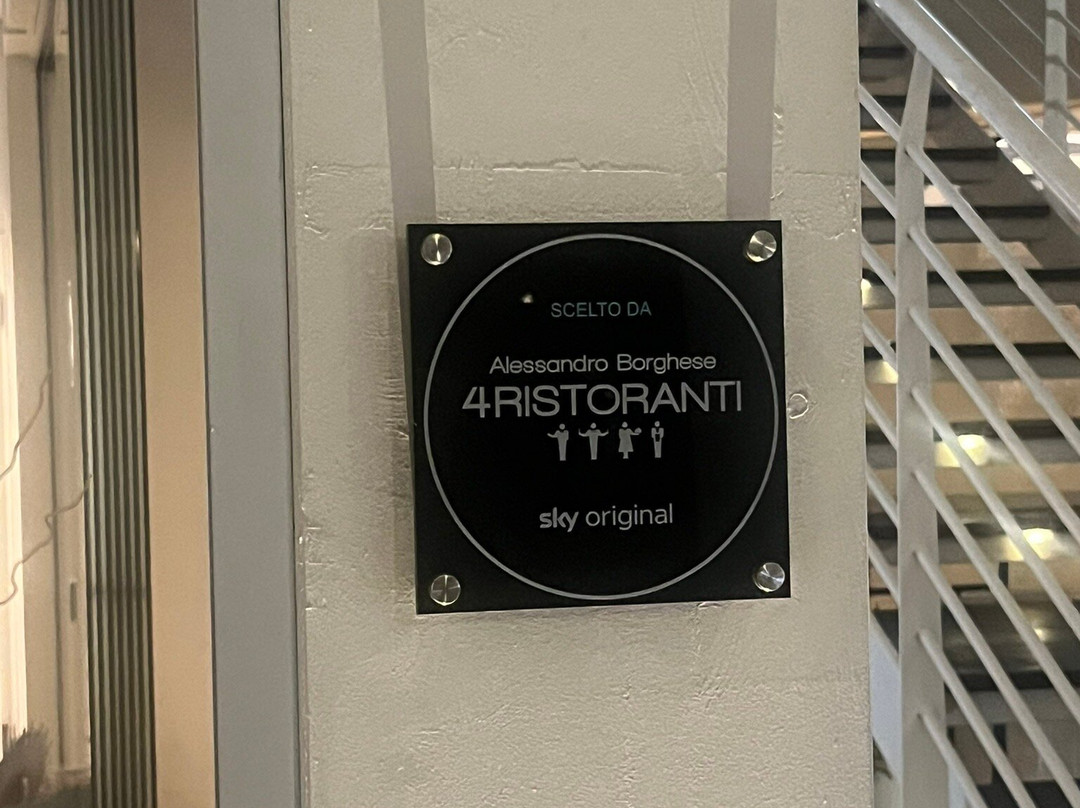 SCELTO DA
Alessandro Borghese
4RISTORANTI
sky original